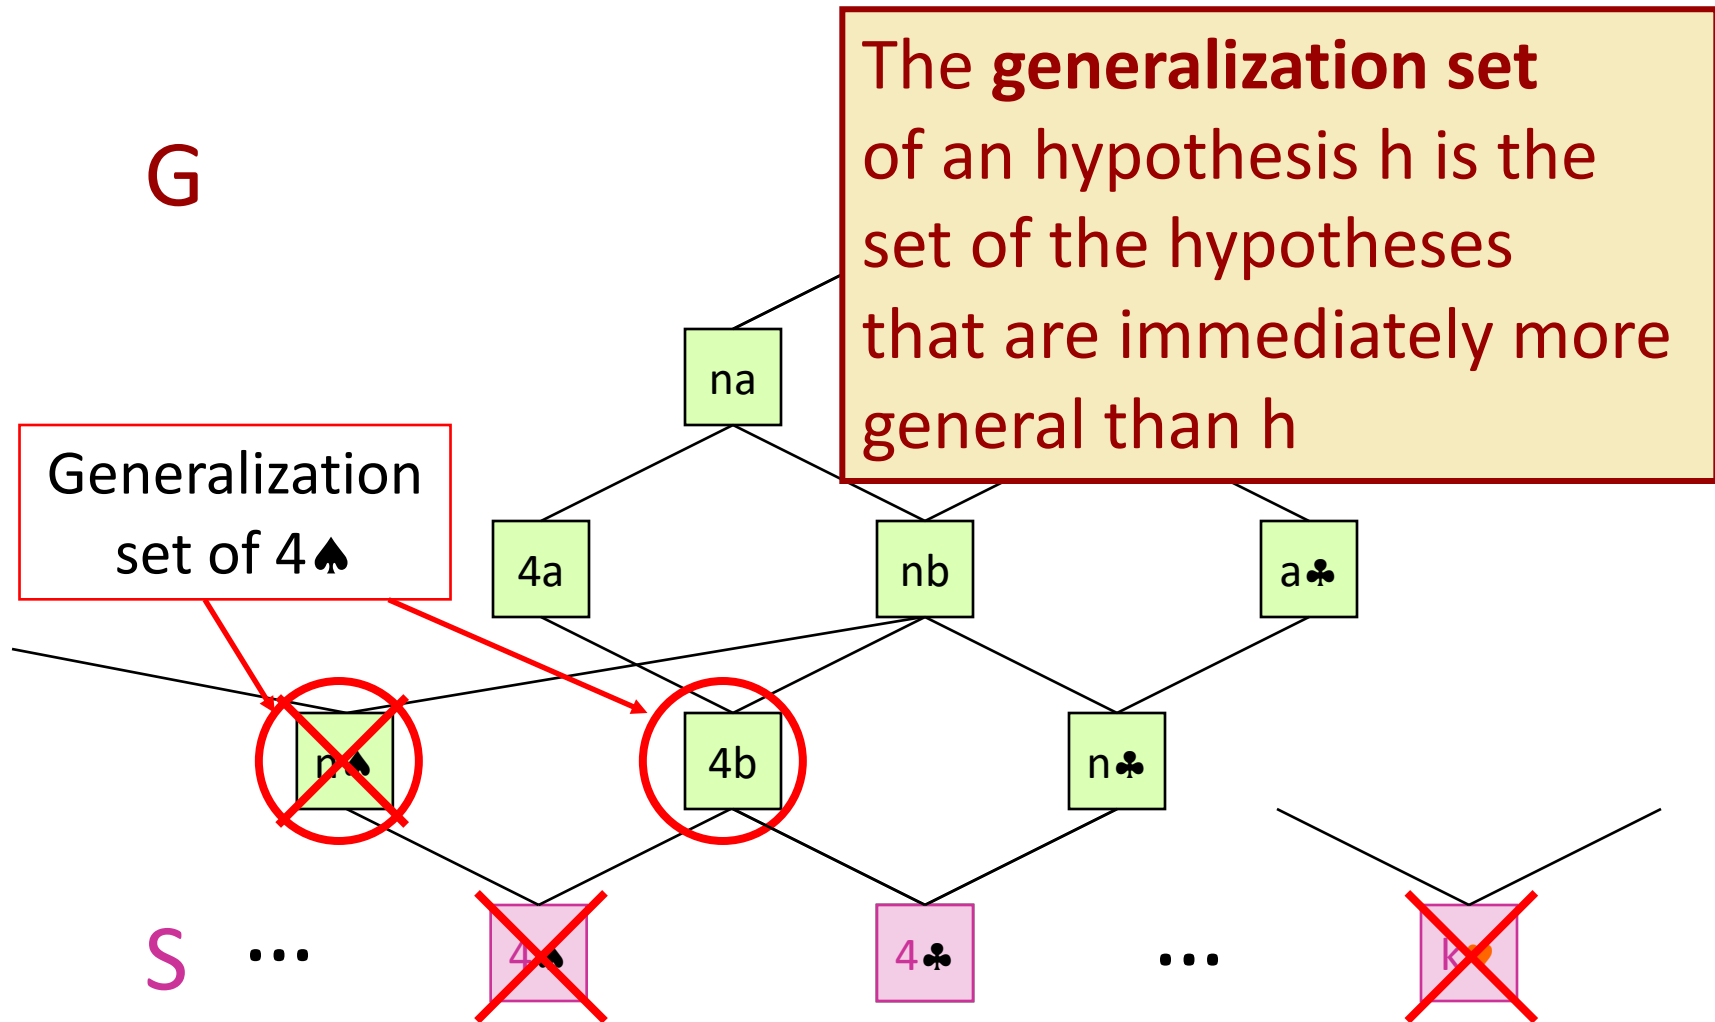 The generalization set
of an hypothesis h is the
set of the hypotheses
that are immediately more
general than h
G
na
Generalization
set of 4♠
4a
nb
a♣
n♠
4b
n♣
S
...
4♠
4♣
...
k♥